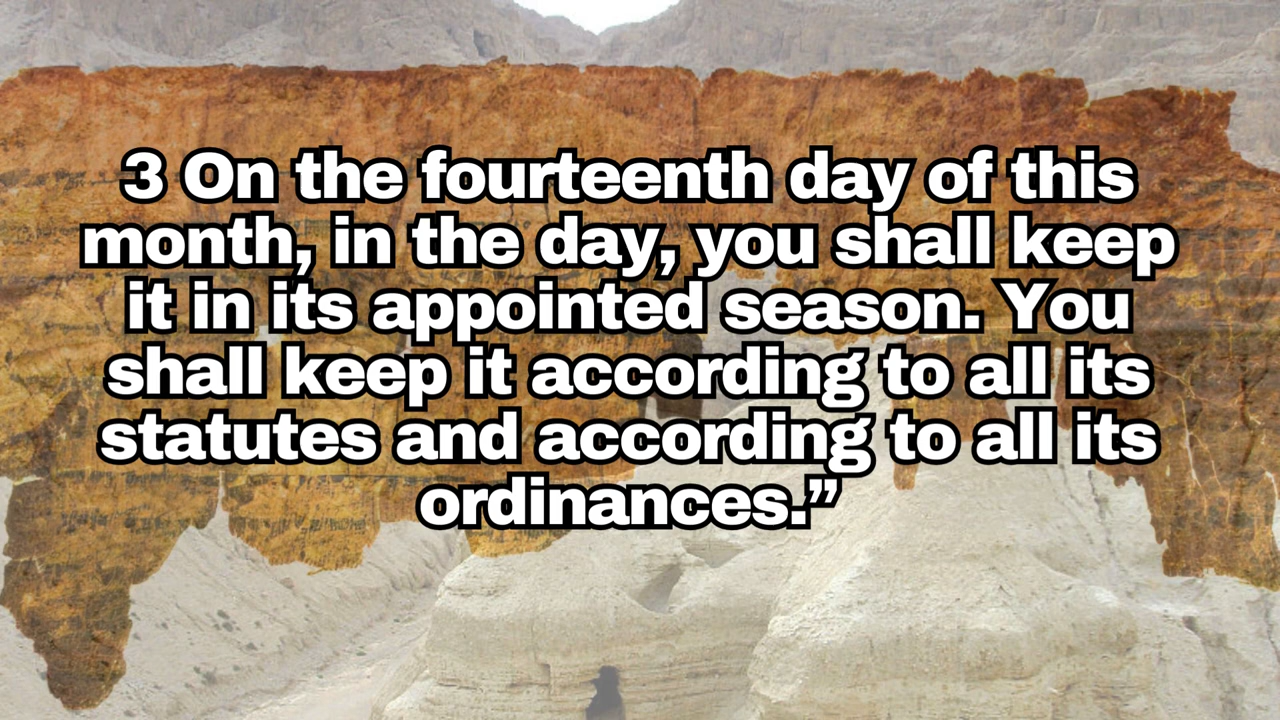 3 On the fourteenth day of this
month, in the day, you shall keep
it in its appointed season. You
shall keep it according to all its
statutes and according to all its
ordinances.”